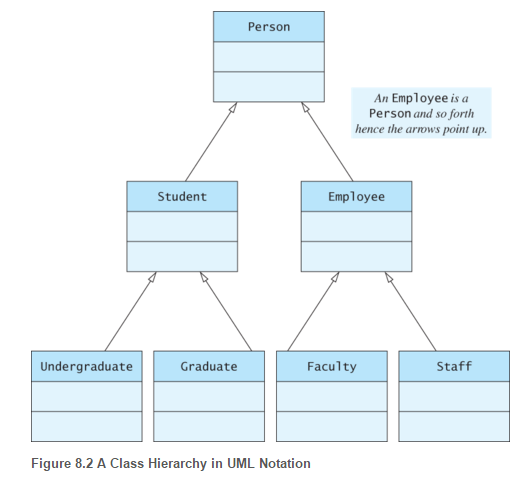 Person
An Employee is a
Person and so forth
hence the arrows point up.
Student
Employee
Undergraduate
Graduate
Faculty
Staff
Figure 8.2 A Class Hierarchy in UML Notation